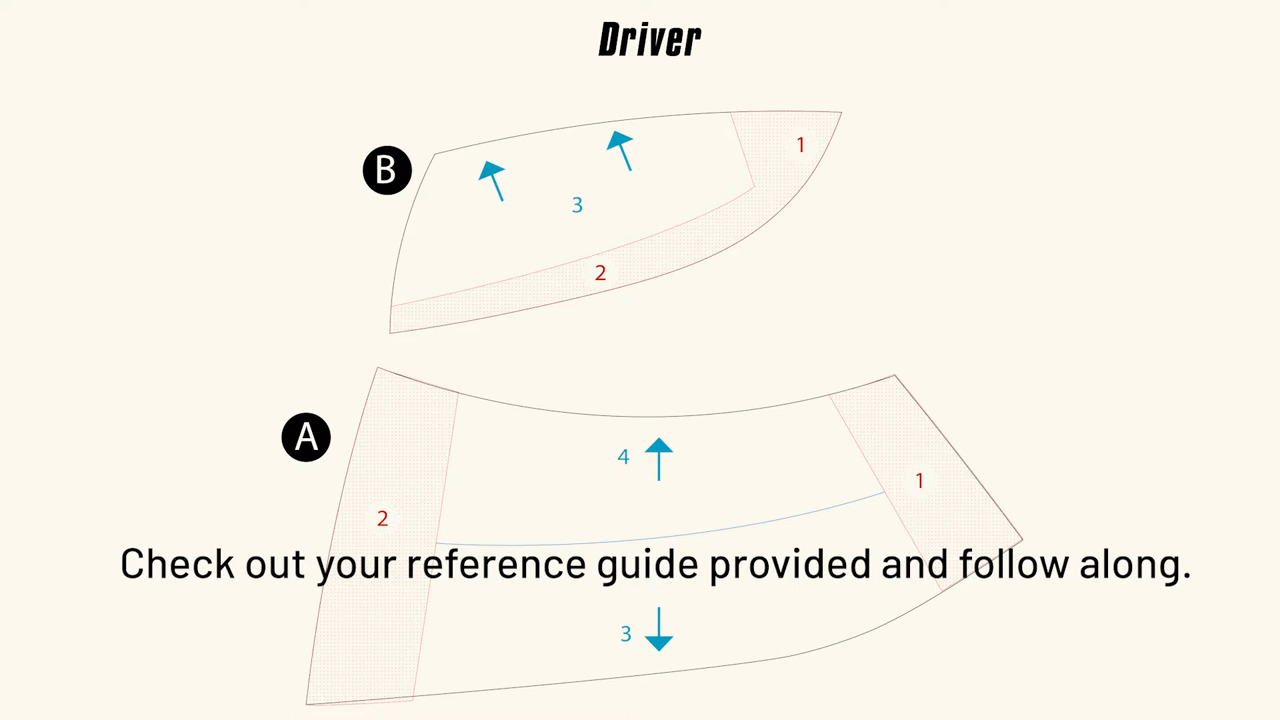 Driver
B
1
3
2
A
4
1
2
Check out your reference guide provided and follow along.
3